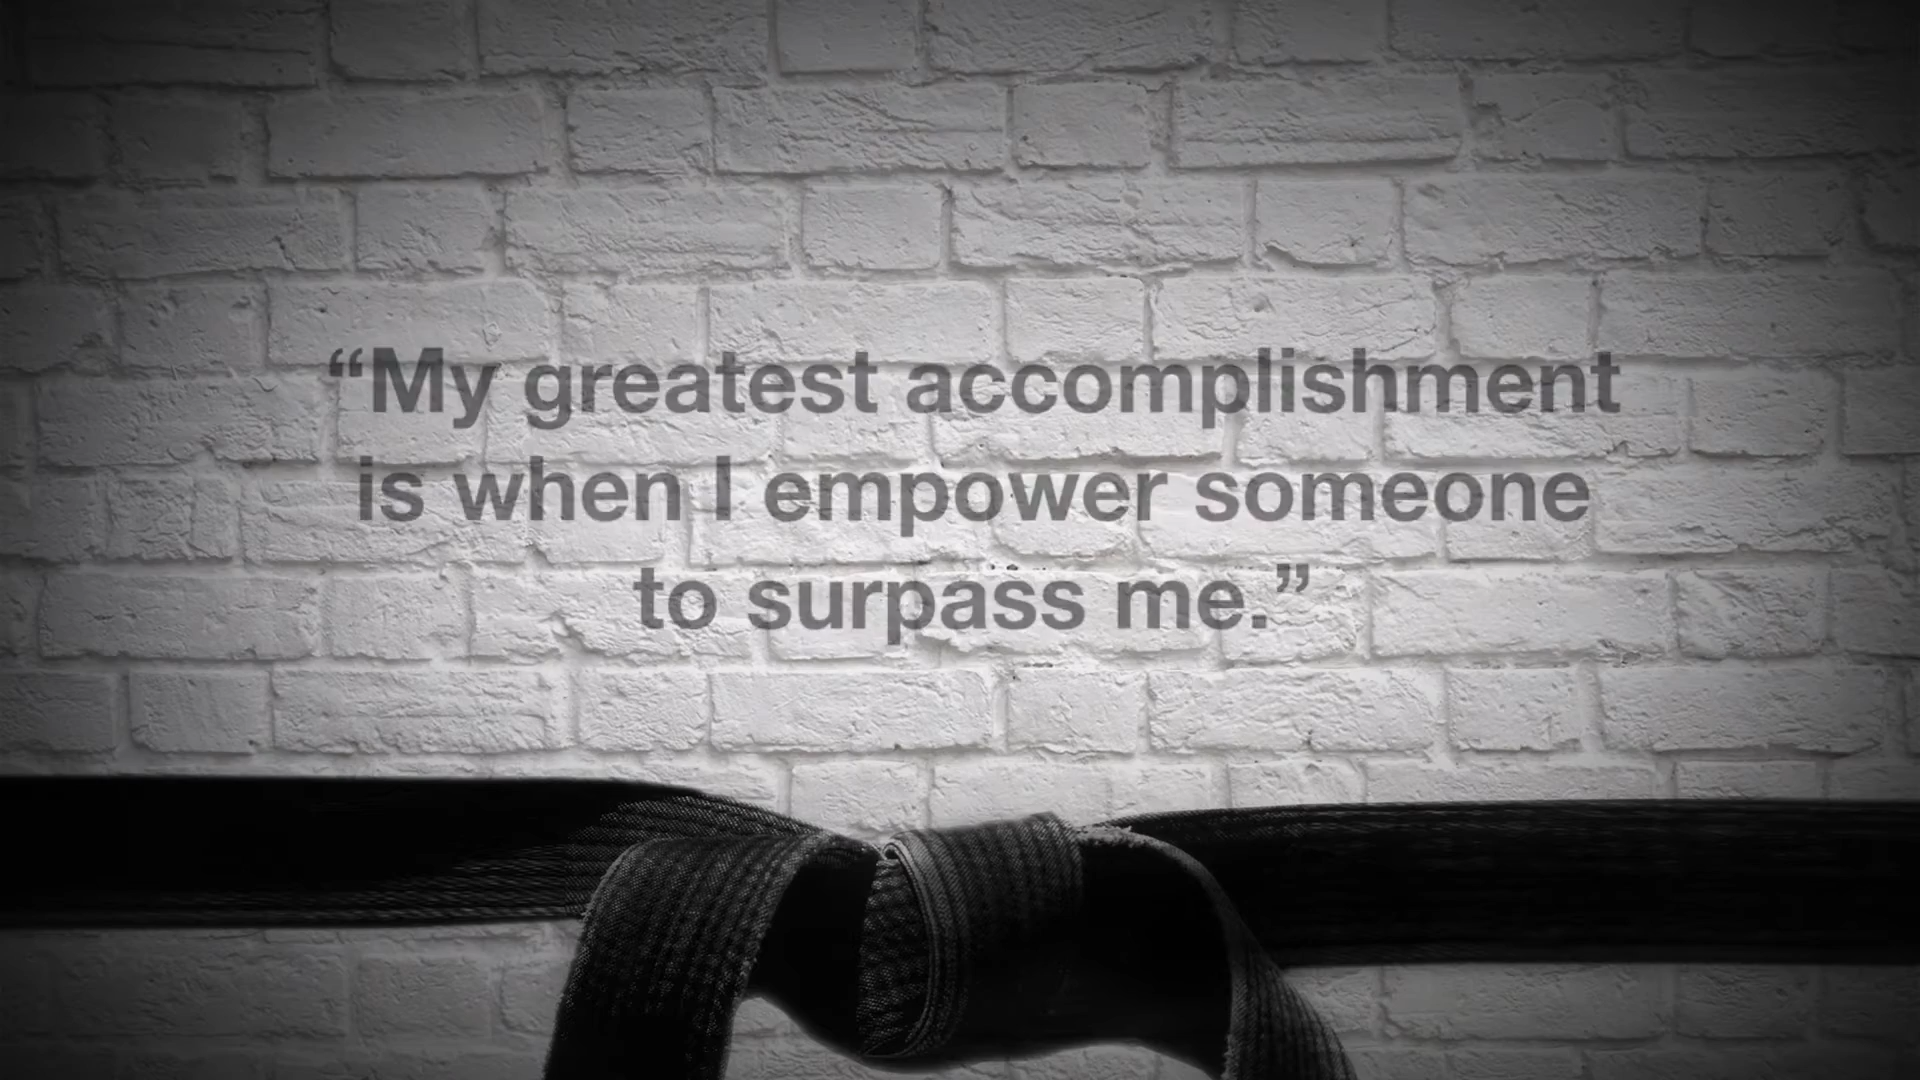 “My greatest accomplishment
is when I empower someone
to surpass me.”